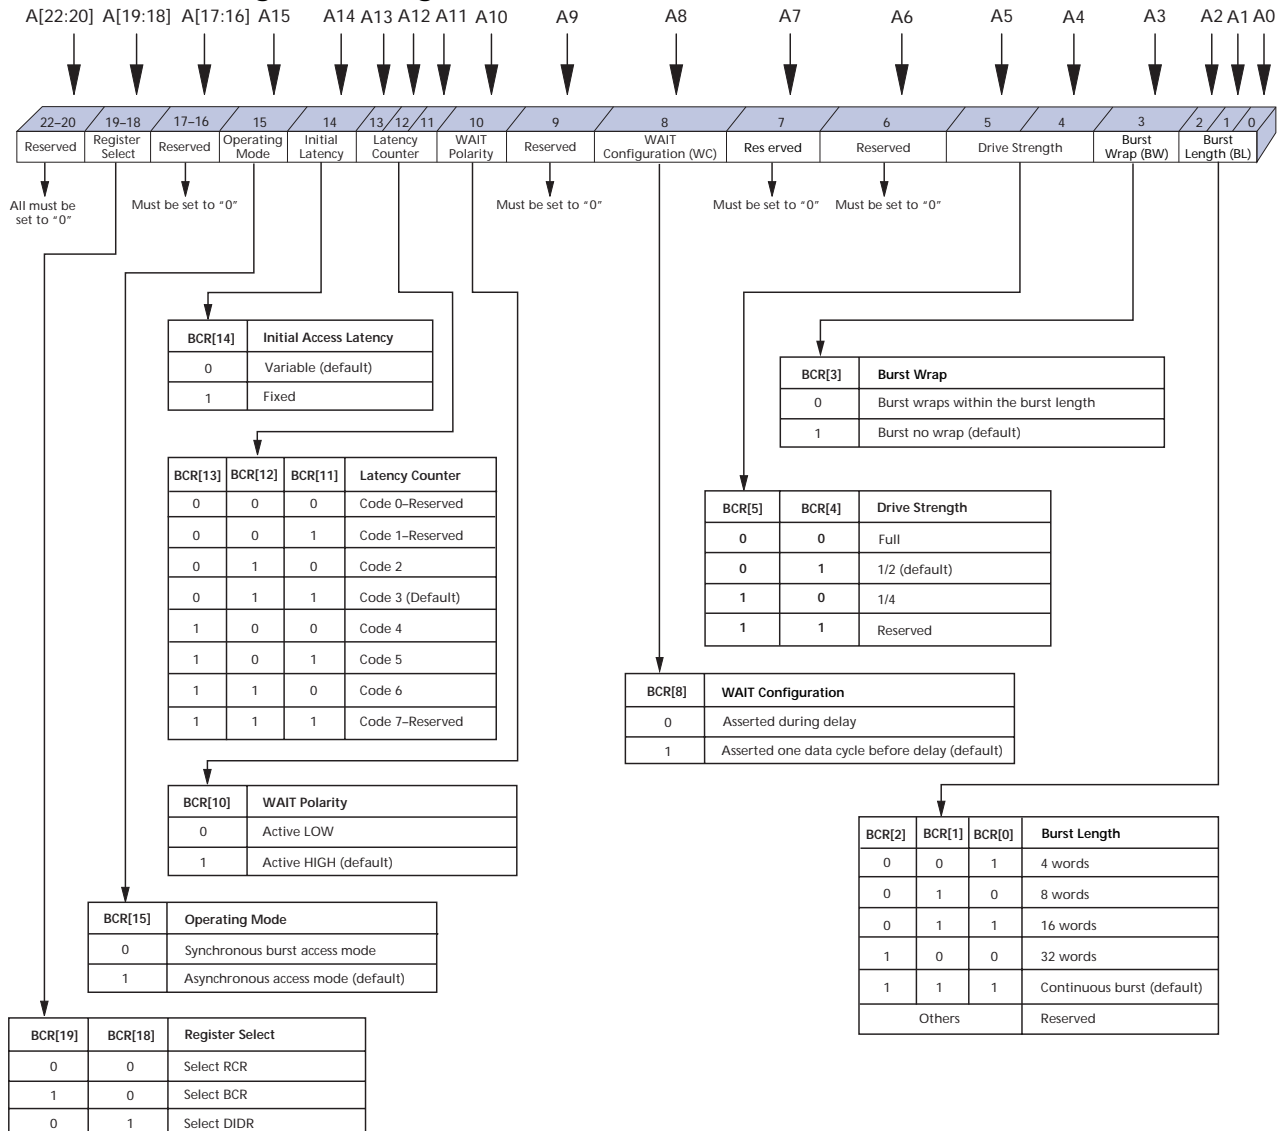 A[22:20] A[19:18] A[17:16] A15 A14 A13 A12 A11 A10 A9 A8 A7 A6 A5 A4 A3 A2 A1 A0
22–20 19–18 17–16 15 14 13 12 11 10 9 8 7 6 5 4 3 2 1 0
Reserved Register Select Reserved Operating Mode Initial Latency Latency Counter WAIT Polarity Reserved WAIT Configuration (WC) Res erved Reserved Drive Strength Burst Wrap (BW) Burst Length (BL)
All must be set to "0"
Must be set to "0"
Must be set to "0"
Must be set to "0"
Must be set to "0"
BCR[14] Initial Access Latency
0 Variable (default)
1 Fixed
BCR[3] Burst Wrap
0 Burst wraps within the burst length
1 Burst no wrap (default)
BCR[13] BCR[12] BCR[11] Latency Counter
0 0 0 Code 0–Reserved
0 0 1 Code 1–Reserved
0 1 0 Code 2
0 1 1 Code 3 (Default)
1 0 0 Code 4
1 0 1 Code 5
1 1 0 Code 6
1 1 1 Code 7–Reserved
BCR[5] BCR[4] Drive Strength
0 0 Full
0 1 1/2 (default)
1 0 1/4
1 1 Reserved
BCR[8] WAIT Configuration
0 Asserted during delay
1 Asserted one data cycle before delay (default)
BCR[10] WAIT Polarity
0 Active LOW
1 Active HIGH (default)
BCR[2] BCR[1] BCR[0] Burst Length
0 0 1 4 words
0 1 0 8 words
0 1 1 16 words
1 0 0 32 words
1 1 1 Continuous burst (default)
Others Reserved
BCR[15] Operating Mode
0 Synchronous burst access mode
1 Asynchronous access mode (default)
BCR[19] BCR[18] Register Select
0 0 Select RCR
1 0 Select BCR
0 1 Select DIDR